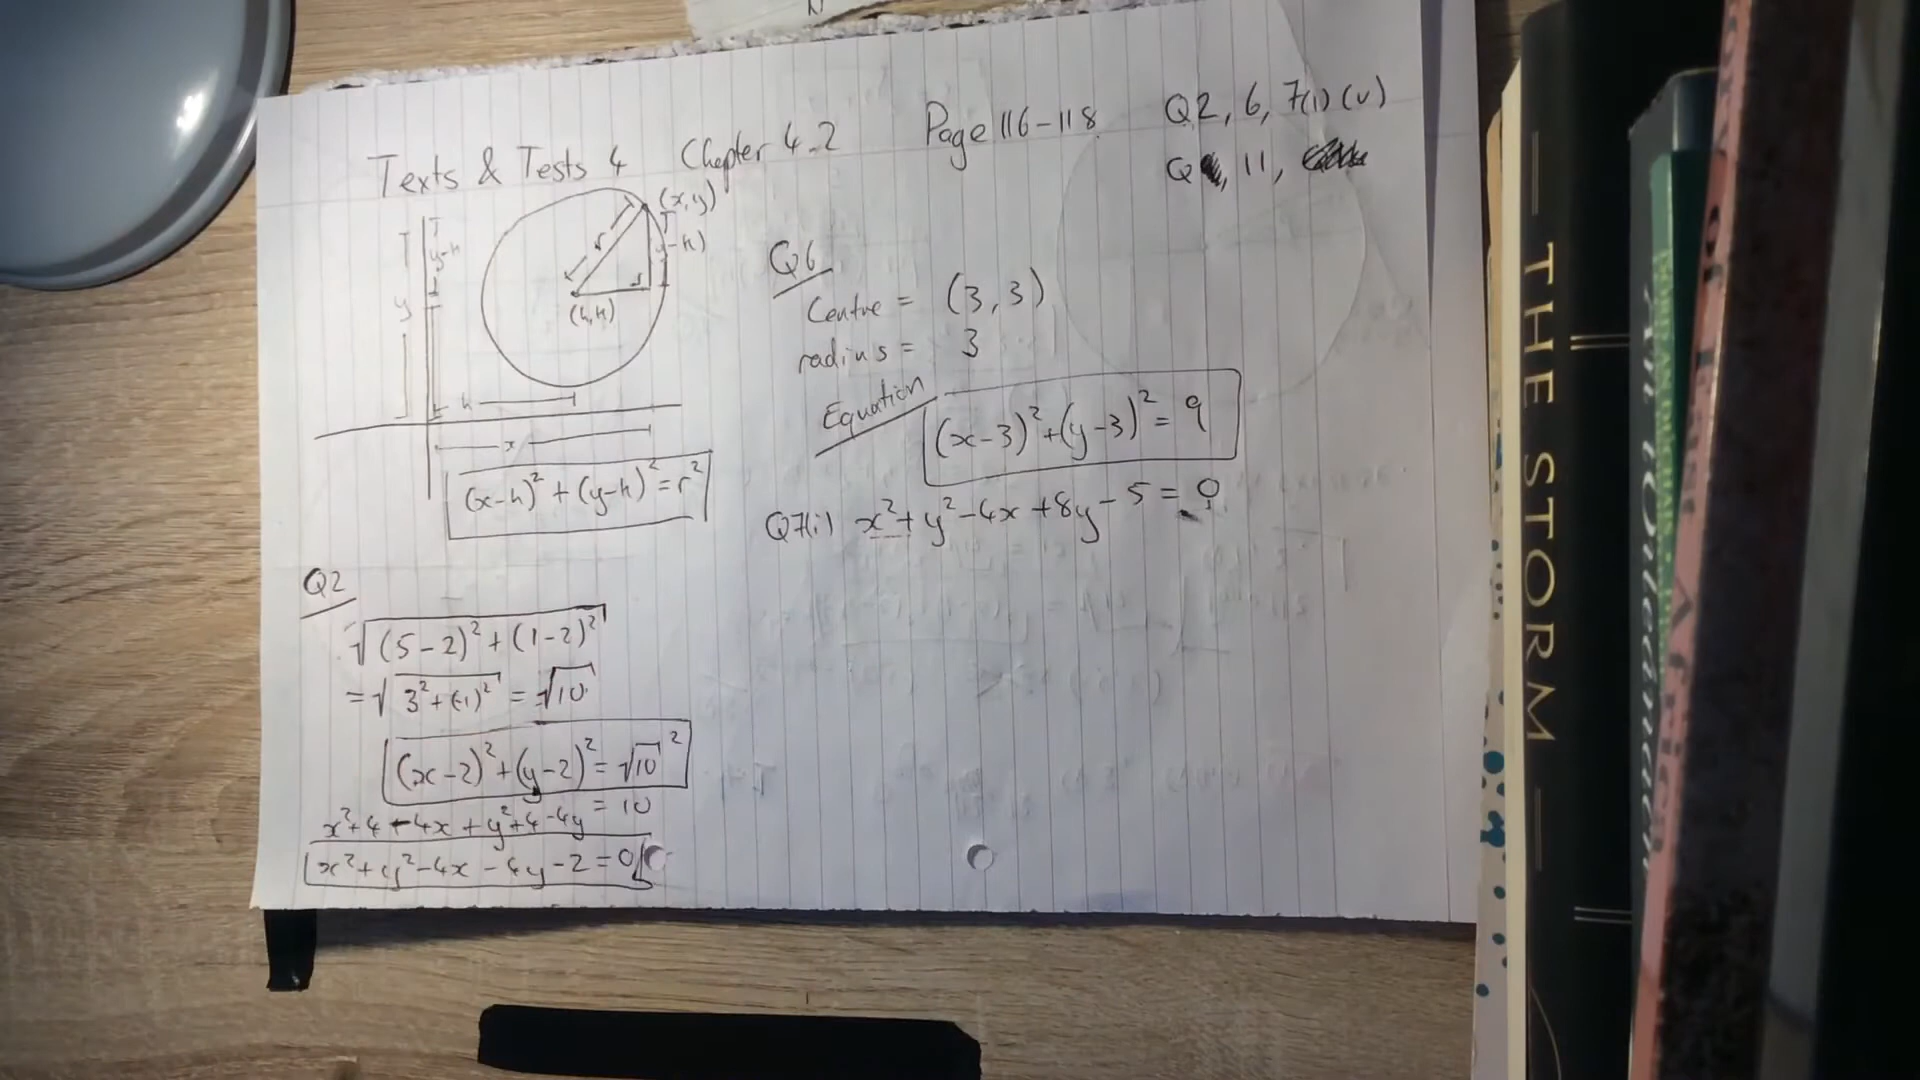 Texts & Tests 4 Chapter 4.2 Page 116-118 Q2, 6, 7(i) (v)
Q , 11,
(x,y)
r
y-k
y-k)
y
(h,k)
h
x
(x-h)² + (y-k)² = r²
Q2
√(5-2)² + (1-2)²
= √3²+(-1)² = √10
(x-2)²+(y-2)² = √10²
x²+4-4x+y²+4-4y = 10
x²+y²-4x-4y-2=0
Q6
Centre = (3,3)
radius = 3
Equation
(x-3)²+(y-3)² = 9
Q7(i) x²+y²-4x+8y-5=0
THE STORM